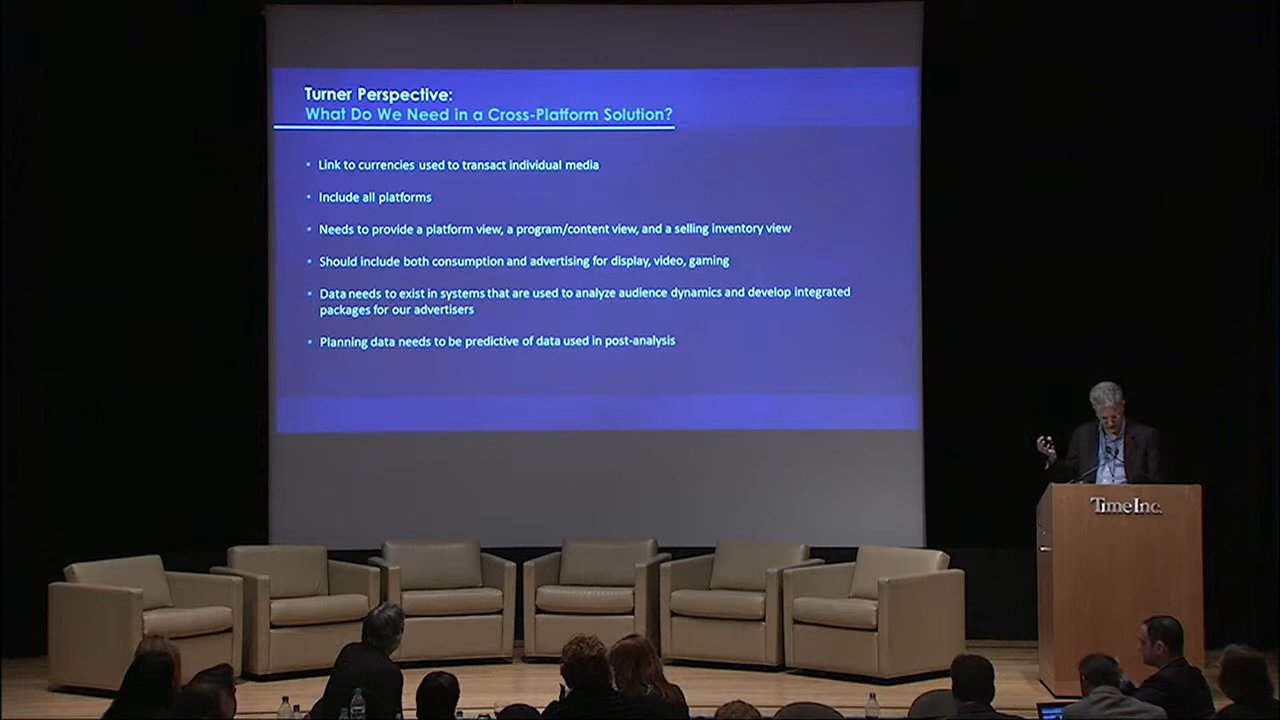 Turner Perspective:
What Do We Need in a Cross-Platform Solution?
• Link to currencies used to transact individual media
• Include all platforms
• Needs to provide a platform view, a program/content view, and a selling inventory view
• Should include both consumption and advertising for display, video, gaming
• Data needs to exist in systems that are used to analyze audience dynamics and develop integrated
packages for our advertisers
• Planning data needs to be predictive of data used in post-analysis
TimeInc.